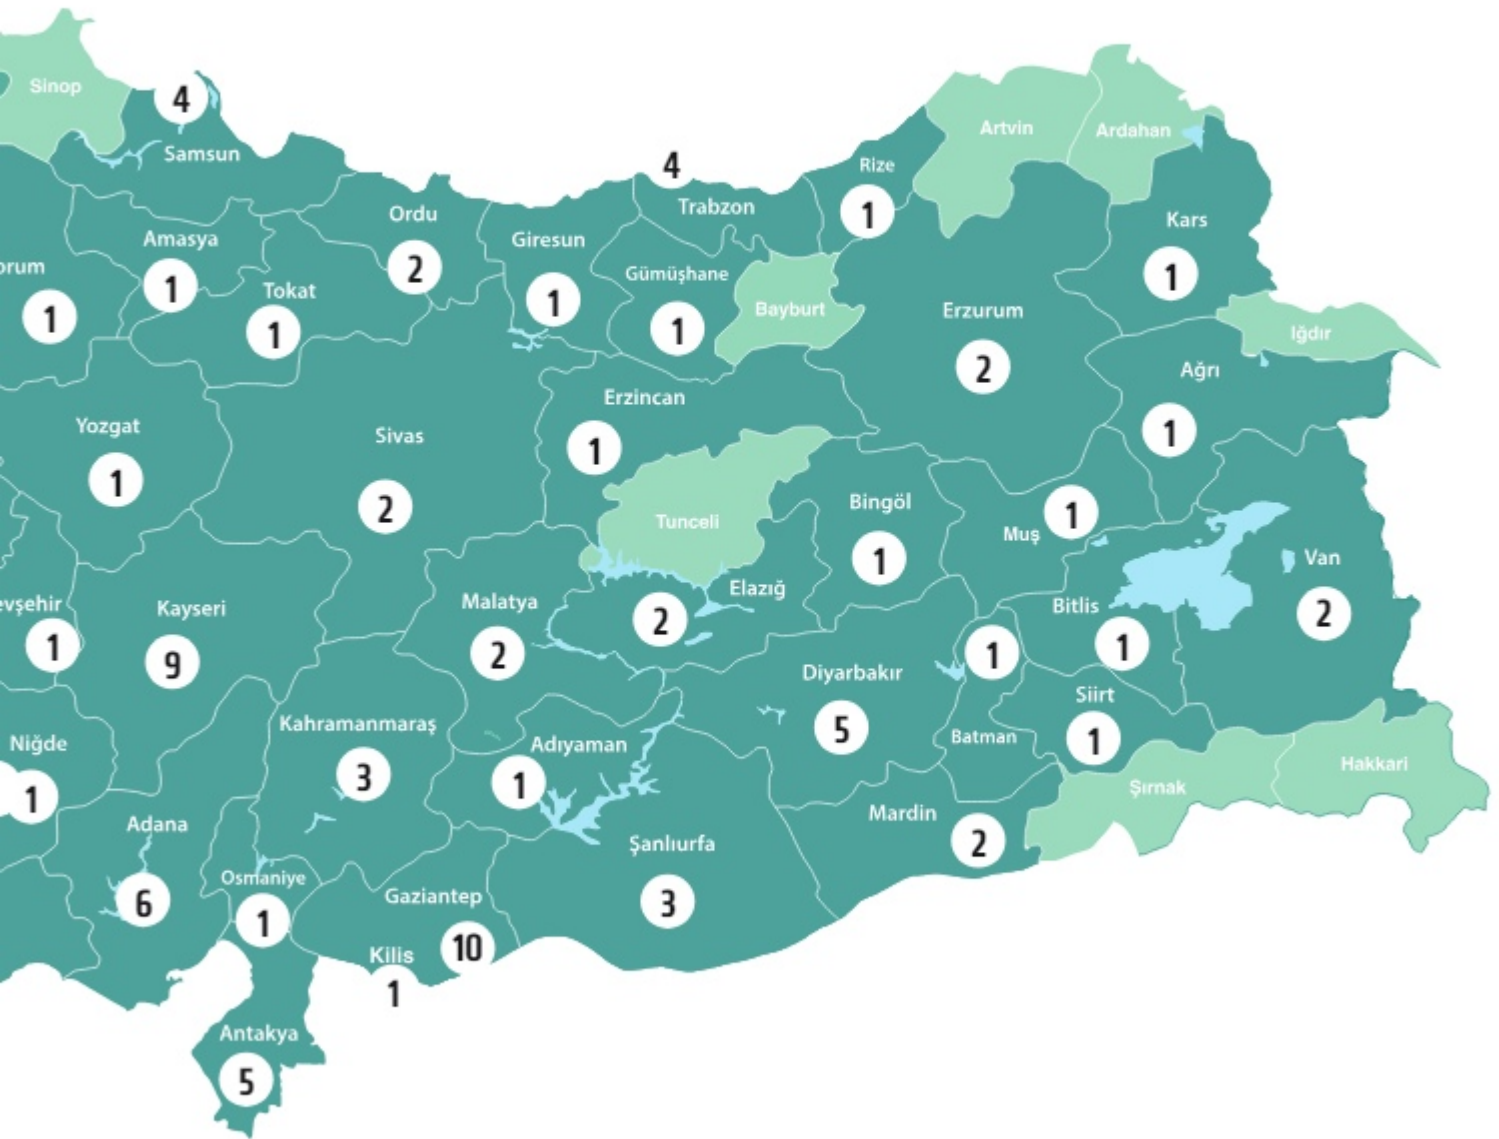 Sinop
4
Samsun
Artvin
Ardahan
4
Trabzon
Rize
1
Kars
1
Ordu
2
Amasya
1
Giresun
1
Gümüşhane
1
orum
1
Tokat
1
Bayburt
Erzurum
2
Iğdır
Ağrı
1
Erzincan
1
Yozgat
1
Sivas
2
Tunceli
Bingöl
1
1
Muş
Van
2
Elazığ
2
Malatya
2
evşehir
1
Kayseri
9
Bitlis
1
1
Batman
Diyarbakır
5
Siirt
1
Kahramanmaraş
3
Niğde
1
Adıyaman
1
Hakkari
Şırnak
Mardin
2
Adana
6
Şanlıurfa
3
Osmaniye
1
Gaziantep
10
Kilis
1
Antakya
5